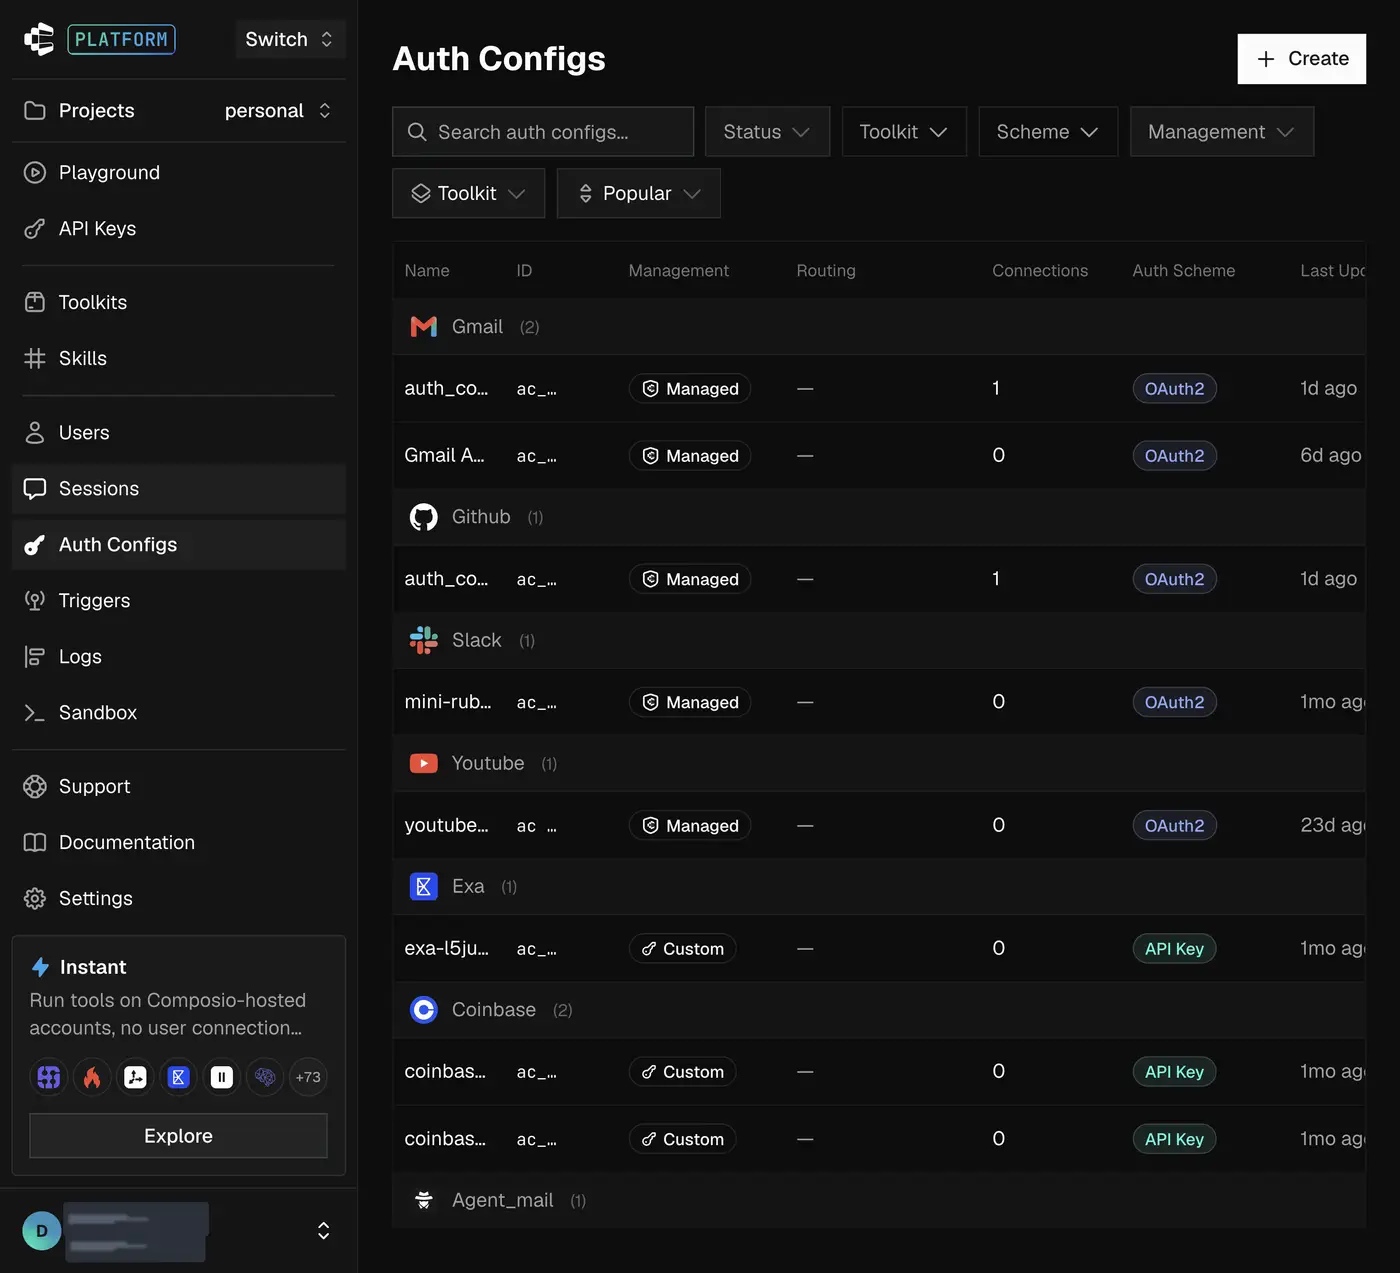 PLATFORM
Switch
Projects
personal
Playground
API Keys
Toolkits
Skills
Users
Sessions
Auth Configs
Triggers
Logs
Sandbox
Support
Documentation
Settings
Instant
Run tools on Composio-hosted
accounts, no user connection...
+73
Explore
D
Auth Configs
Create
Search auth configs...
Status
Toolkit
Scheme
Management
Toolkit
Popular
Name ID Management Routing Connections Auth Scheme Last Upd
Gmail (2)
auth_co... ac_... Managed — 1 OAuth2 1d ago
Gmail A... ac_... Managed — 0 OAuth2 6d ago
Github (1)
auth_co... ac_... Managed — 1 OAuth2 1d ago
Slack (1)
mini-rub... ac_... Managed — 0 OAuth2 1mo ago
Youtube (1)
youtube... ac_... Managed — 0 OAuth2 23d ago
Exa (1)
exa-l5ju... ac_... Custom — 0 API Key 1mo ago
Coinbase (2)
coinbas... ac_... Custom — 0 API Key 1mo ago
coinbas... ac_... Custom — 0 API Key 1mo ago
Agent_mail (1)